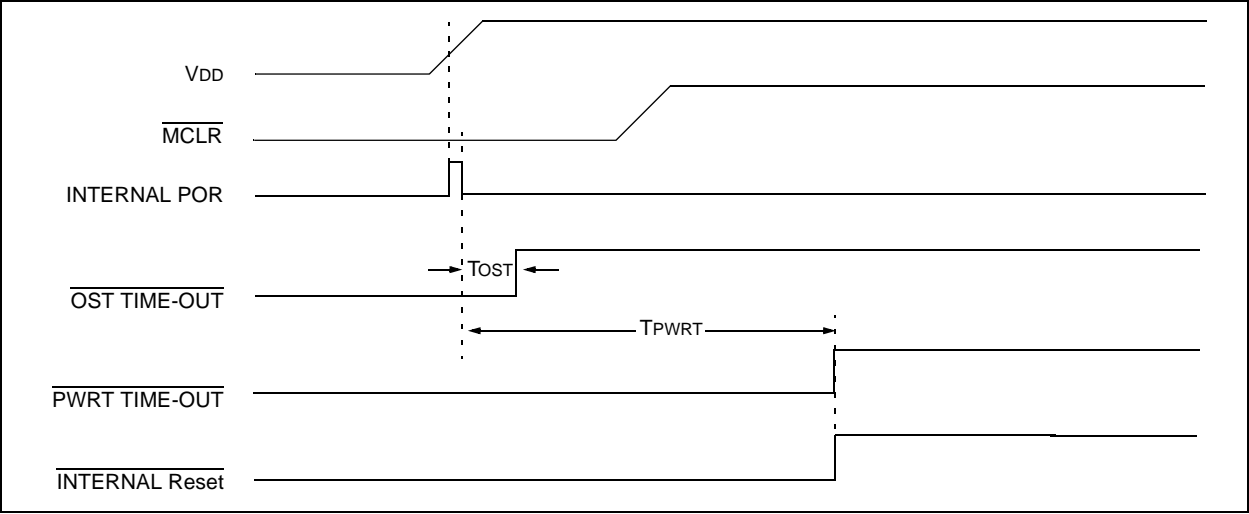 VDD
MCLR
INTERNAL POR
TOST
OST TIME-OUT
TPWRT
PWRT TIME-OUT
INTERNAL Reset